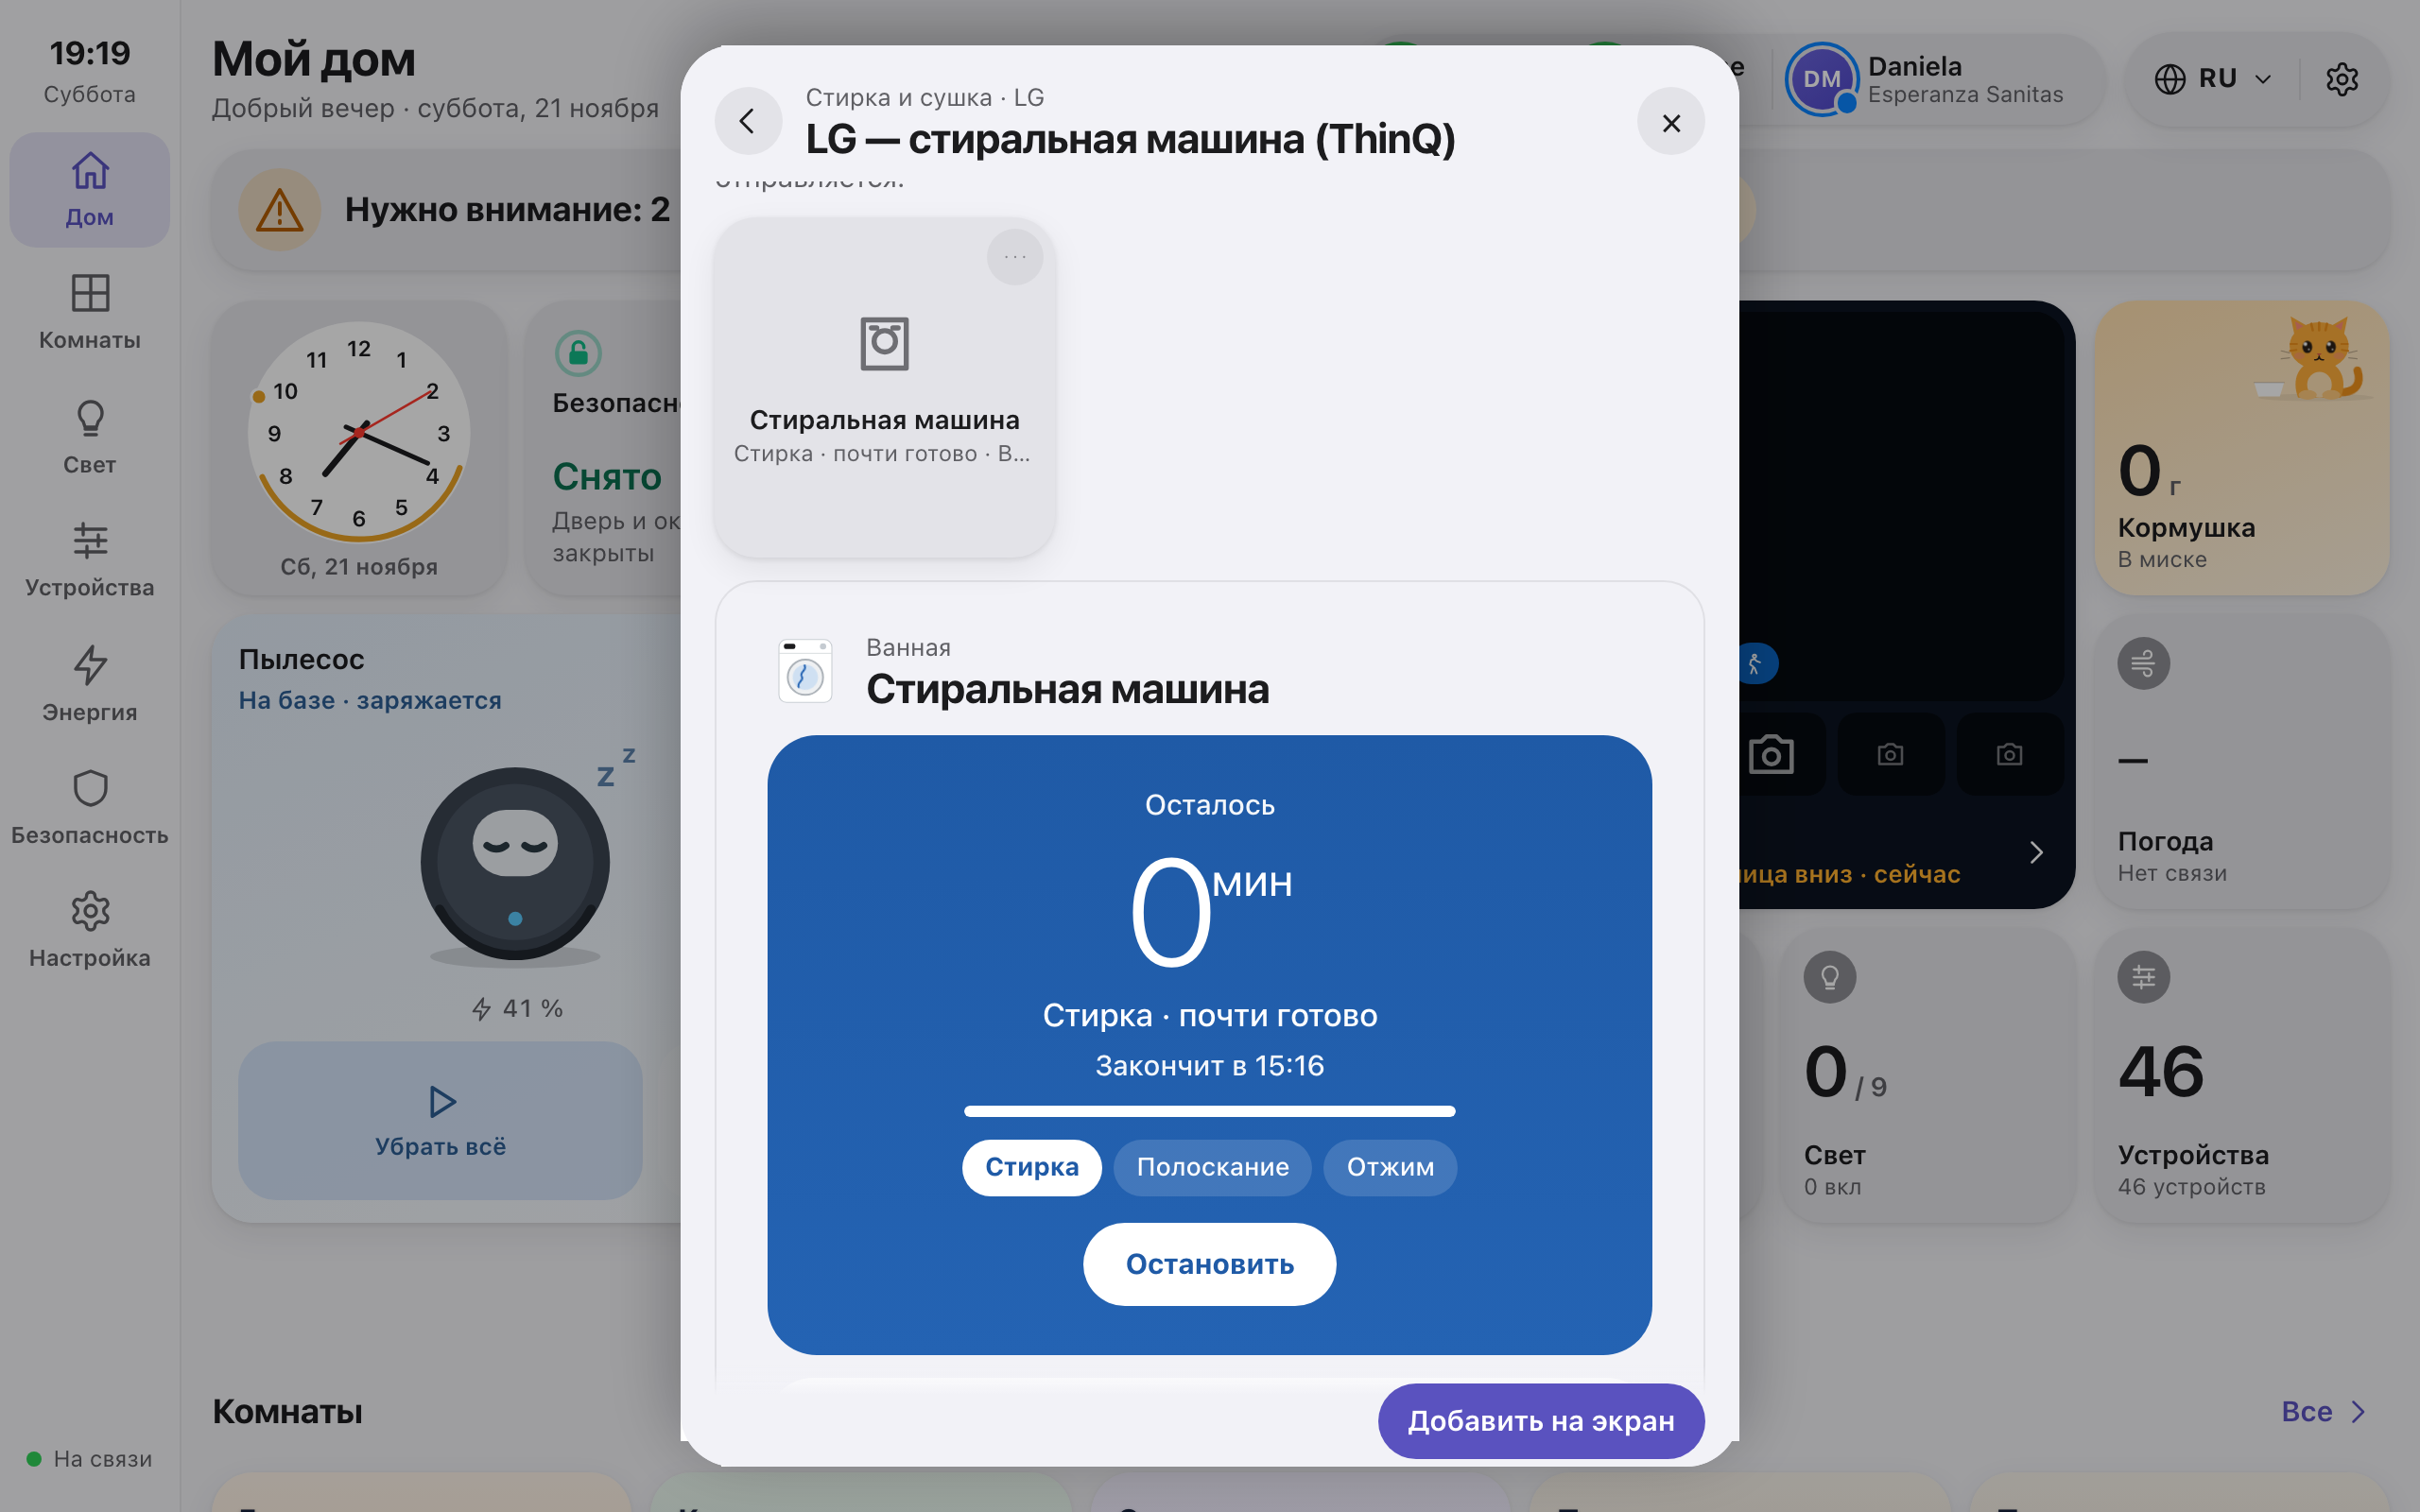 19:19
Суббота
Дом
Комнаты
Свет
Устройства
Энергия
Безопасность
Настройка
На связи
Мой дом
Добрый вечер · суббота, 21 ноября
DM
Daniela
Esperanza Sanitas
RU
Нужно внимание: 2
12
1
2
3
4
5
6
7
8
9
10
11
Сб, 21 ноября
Снято
Дверь и ок
закрыты
Пылесос
На базе · заряжается
z
z
41 %
Убрать всё
Стирка и сушка · LG
LG — стиральная машина (ThinQ)
отправляется.
Стиральная машина
Стирка · почти готово · В...
Ванная
Стиральная машина
Осталось
0 мин
Стирка · почти готово
Закончит в 15:16
Стирка
Полоскание
Отжим
Остановить
Добавить на экран
ица вниз · сейчас
0 г
Кормушка
В миске
—
Погода
Нет связи
0 / 9
Свет
0 вкл
46
Устройства
46 устройств
Комнаты
Все